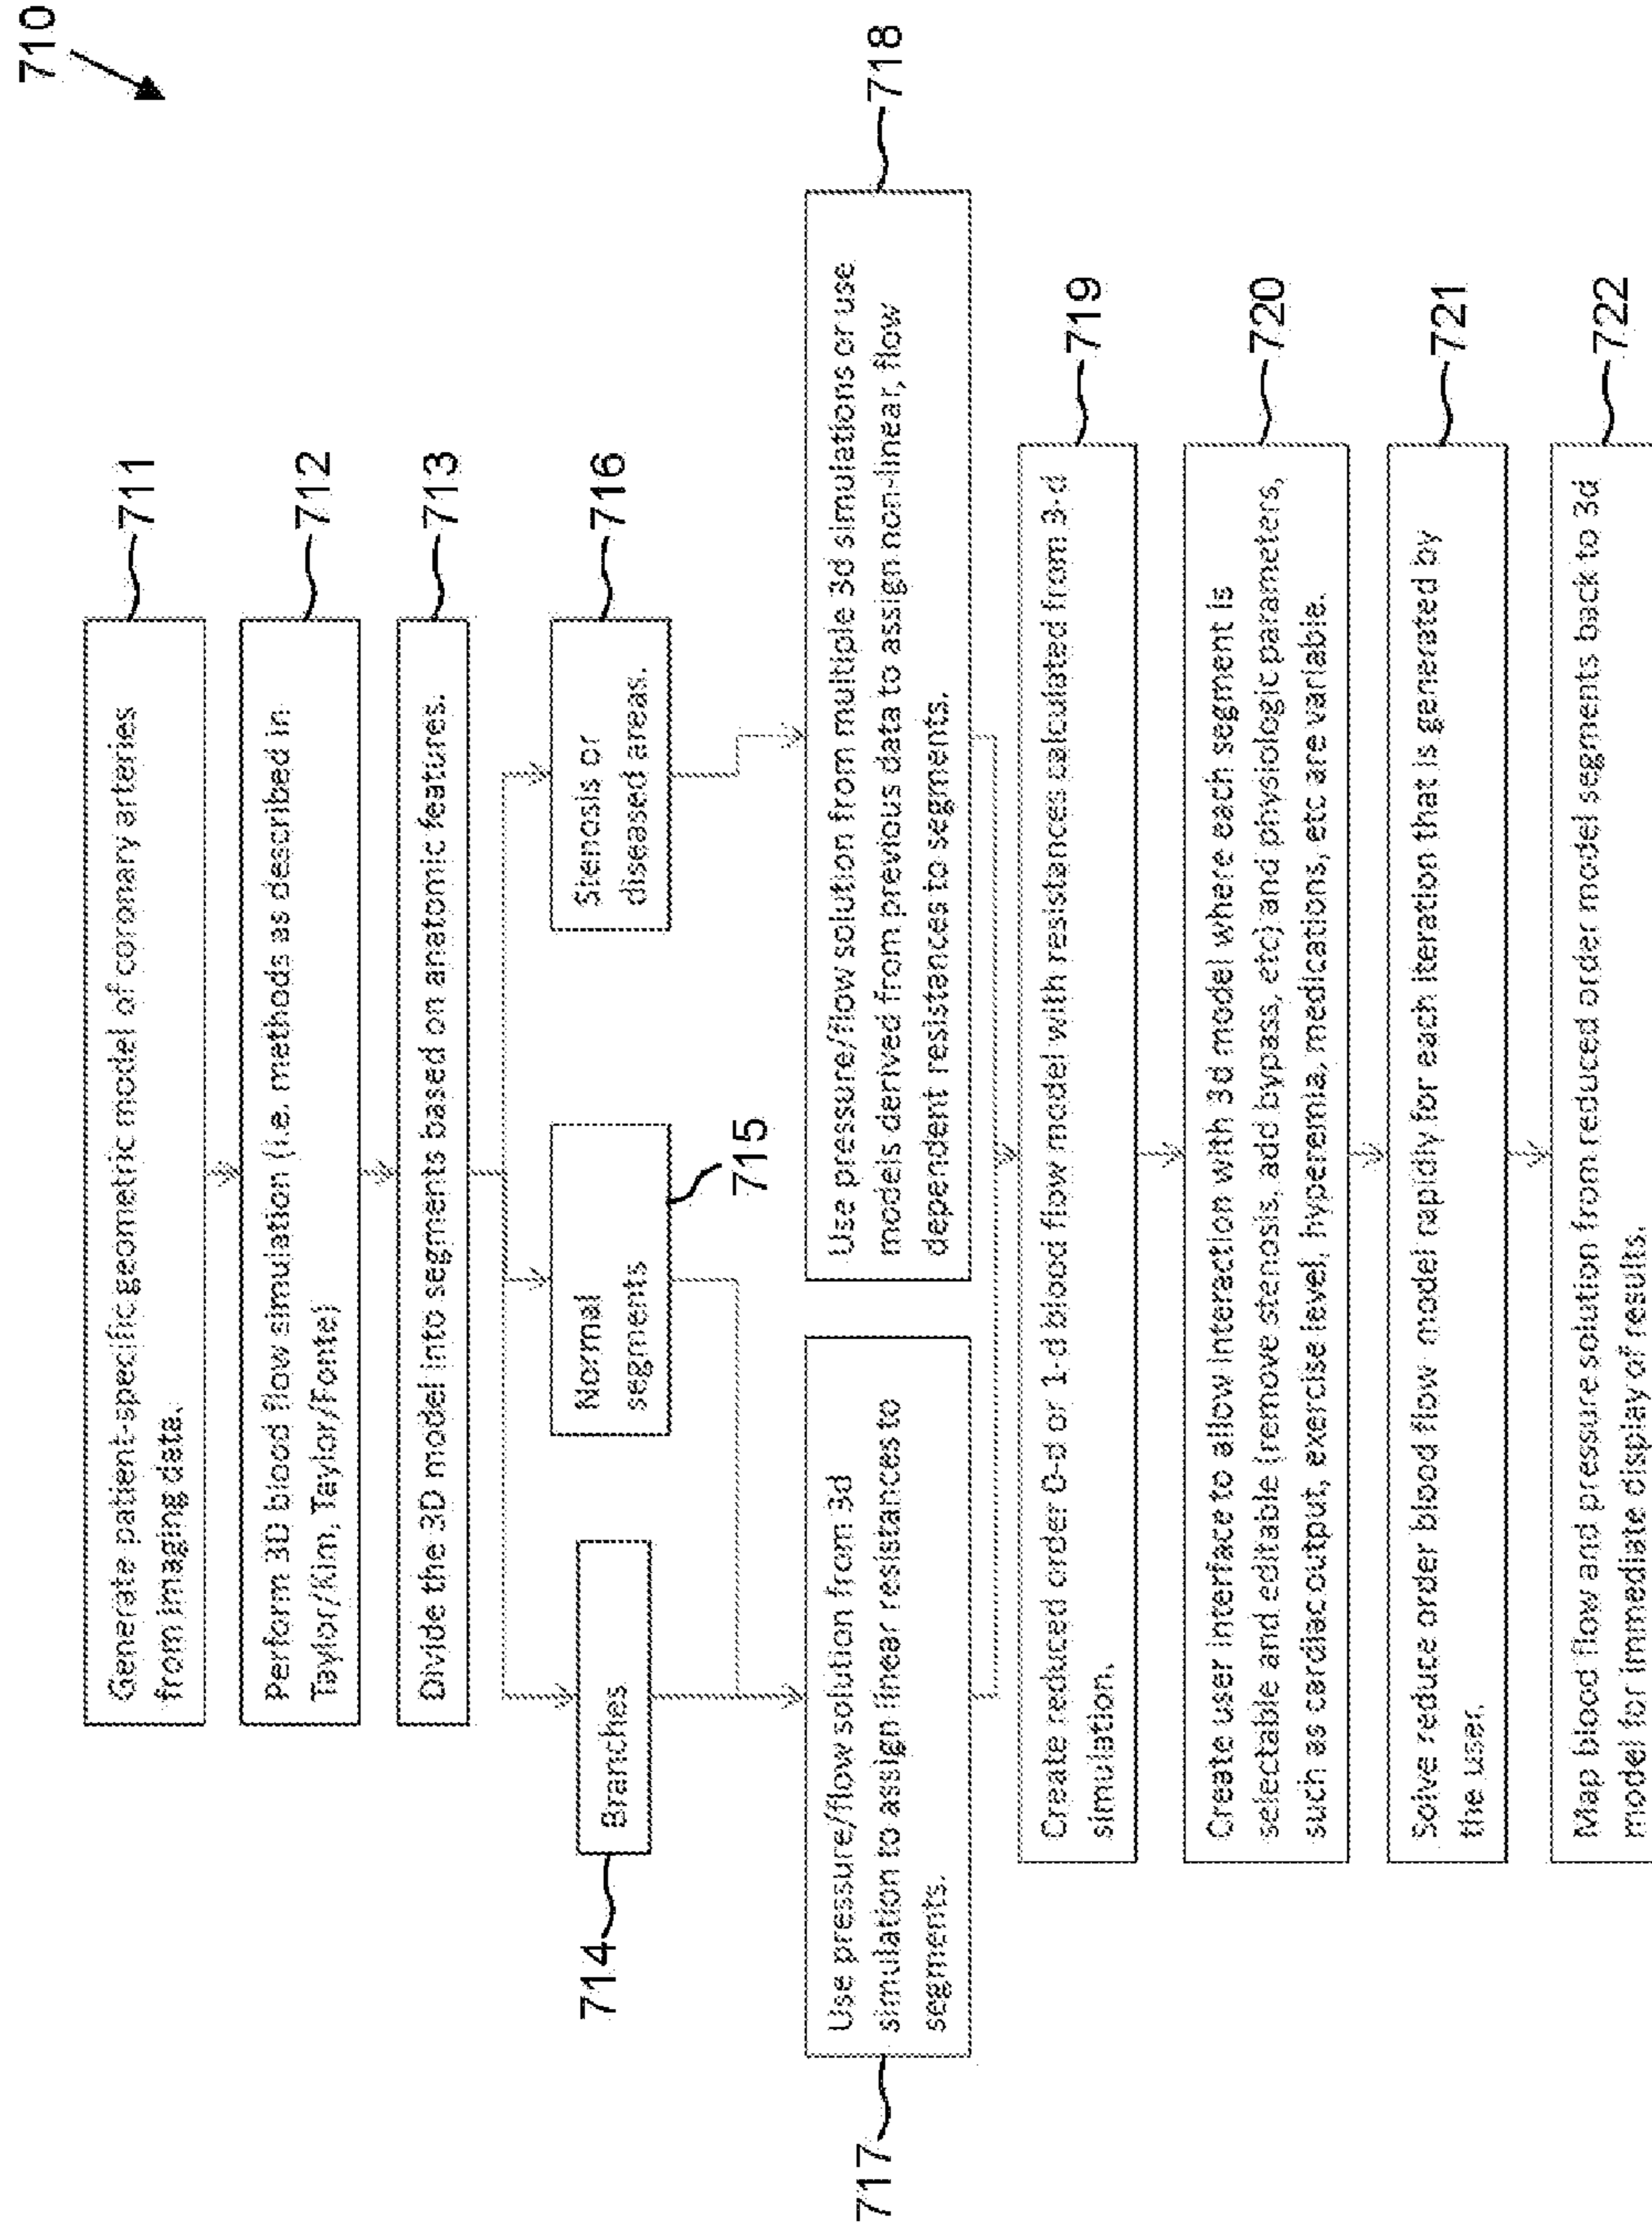 710
Generate patient-specific geometric model of coronary arteries
from imaging data.
711
Perform 3D blood flow simulation (i.e. methods as described in
Taylor/Kim, Taylor/Fonte)
712
Divide the 3D model into segments based on anatomic features.
713
Branches
714
Normal
segments
715
Stenosis or
diseased areas.
716
Use pressure/flow solution from 3d
simulation to assign linear resistances to
segments.
717
Use pressure/flow solution from multiple 3d simulations or use
models derived from previous data to assign non-linear, flow
dependent resistances to segments.
718
Create reduced order 0-d or 1-d blood flow model with resistances calculated from 3-d
simulation.
719
Create user interface to allow interaction with 3d model where each segment is
selectable and editable (remove stenosis, add bypass, etc) and physiologic parameters,
such as cardiac output, exercise level, hyperemia, medications, etc are variable.
720
Solve reduce order blood flow model rapidly for each iteration that is generated by
the user.
721
Map blood flow and pressure solution from reduced order model segments back to 3d
model for immediate display of results.
722